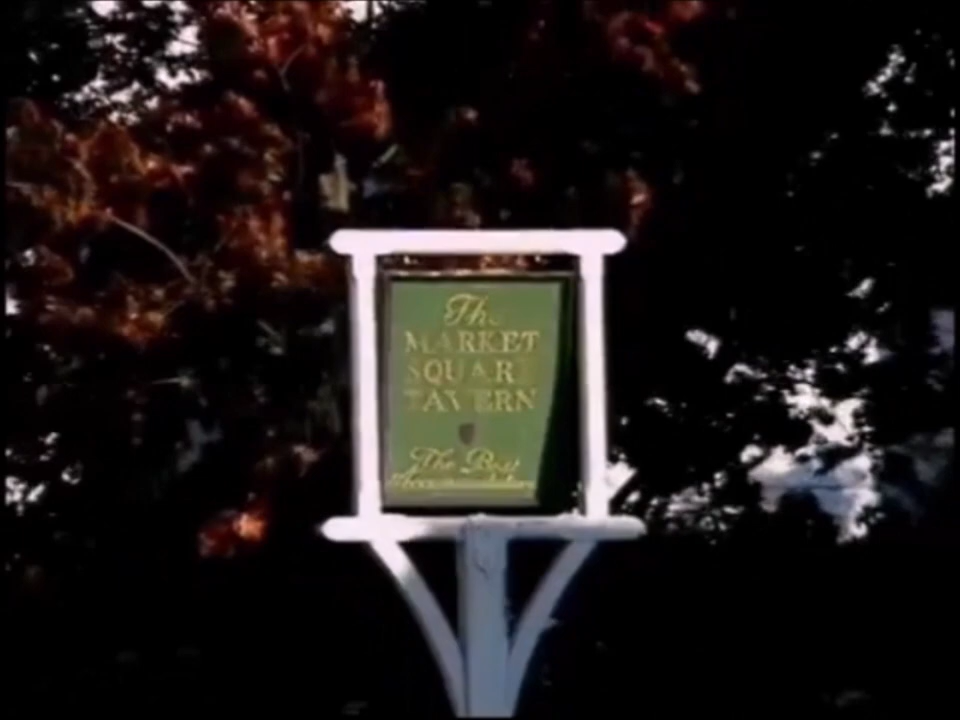 The
MARKET
SQUARE
TAVERN
The Best